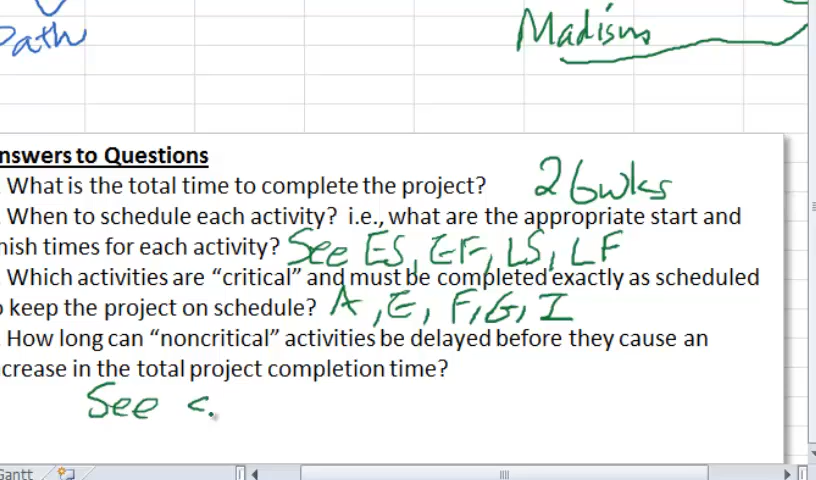 Path
Madisns
nswers to Questions
. What is the total time to complete the project? 26wks
. When to schedule each activity? i.e., what are the appropriate start and
nish times for each activity? See ES, EF, LS, LF
. Which activities are "critical" and must be completed exactly as scheduled
o keep the project on schedule? A, E, F, G, I
. How long can "noncritical" activities be delayed before they cause an
crease in the total project completion time?
See
Gantt